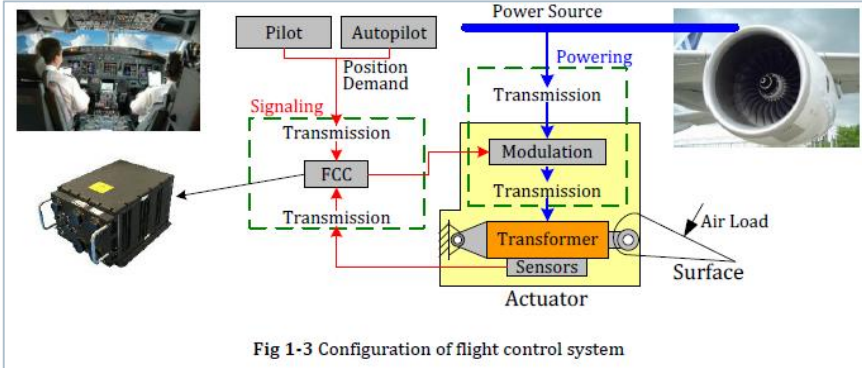 Power Source
Pilot
Autopilot
Position
Demand
Powering
Signaling
Transmission
Transmission
FCC
Modulation
Transmission
Transmission
Transformer
Air Load
Sensors
Surface
Actuator
Fig 1-3 Configuration of flight control system